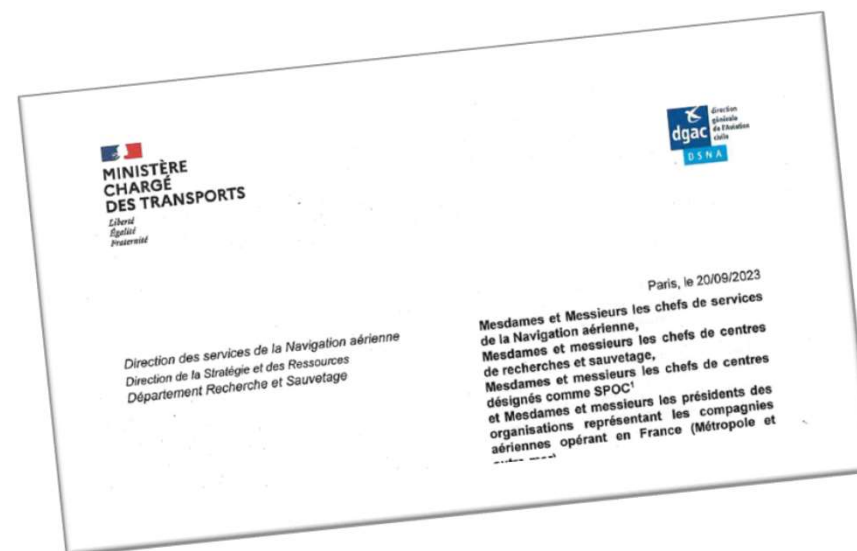 MINISTÈRE
CHARGÉ
DES TRANSPORTS
Liberté
Égalité
Fraternité
dgac
direction
générale
de l'Aviation
civile
DSNA
Paris, le 20/09/2023
Direction des services de la Navigation aérienne
Direction de la Stratégie et des Ressources
Département Recherche et Sauvetage
Mesdames et Messieurs les chefs de services
de la Navigation aérienne,
Mesdames et messieurs les chefs de centres
de recherches et sauvetage,
Mesdames et messieurs les chefs de centres
désignés comme SPOC¹
et Mesdames et messieurs les présidents des
organisations représentant les compagnies
aériennes opérant en France (Métropole et